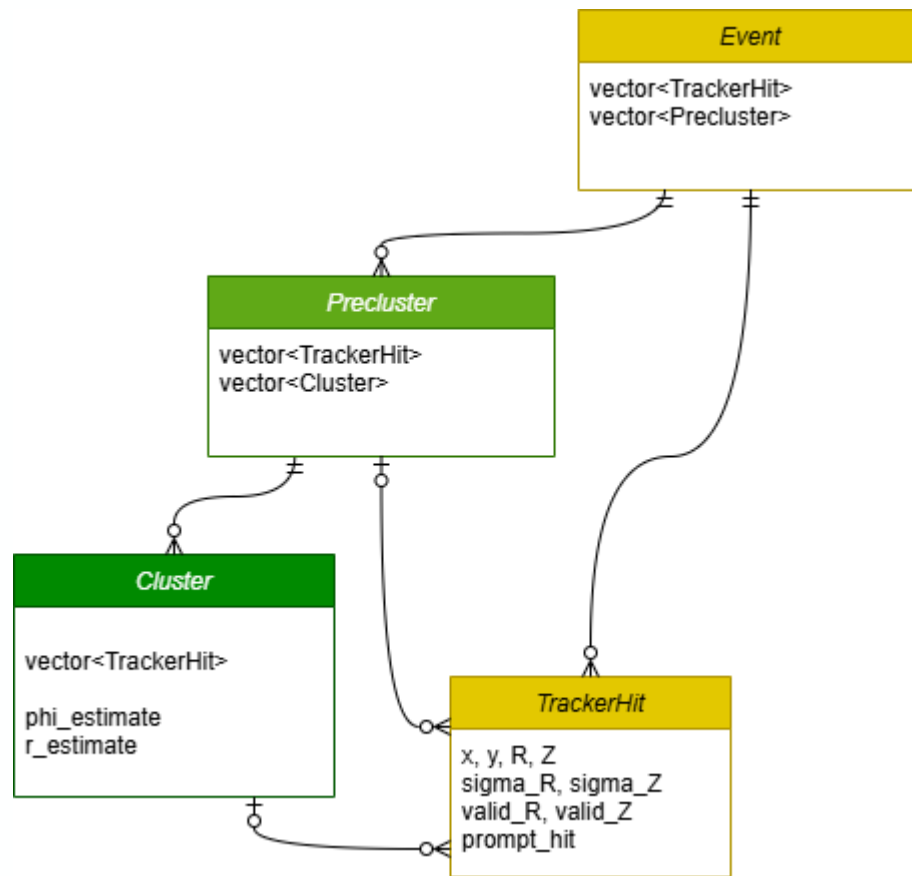 Event
vector<TrackerHit>
vector<Precluster>
Precluster
vector<TrackerHit>
vector<Cluster>
Cluster
vector<TrackerHit>
phi_estimate
r_estimate
TrackerHit
x, y, R, Z
sigma_R, sigma_Z
valid_R, valid_Z
prompt_hit